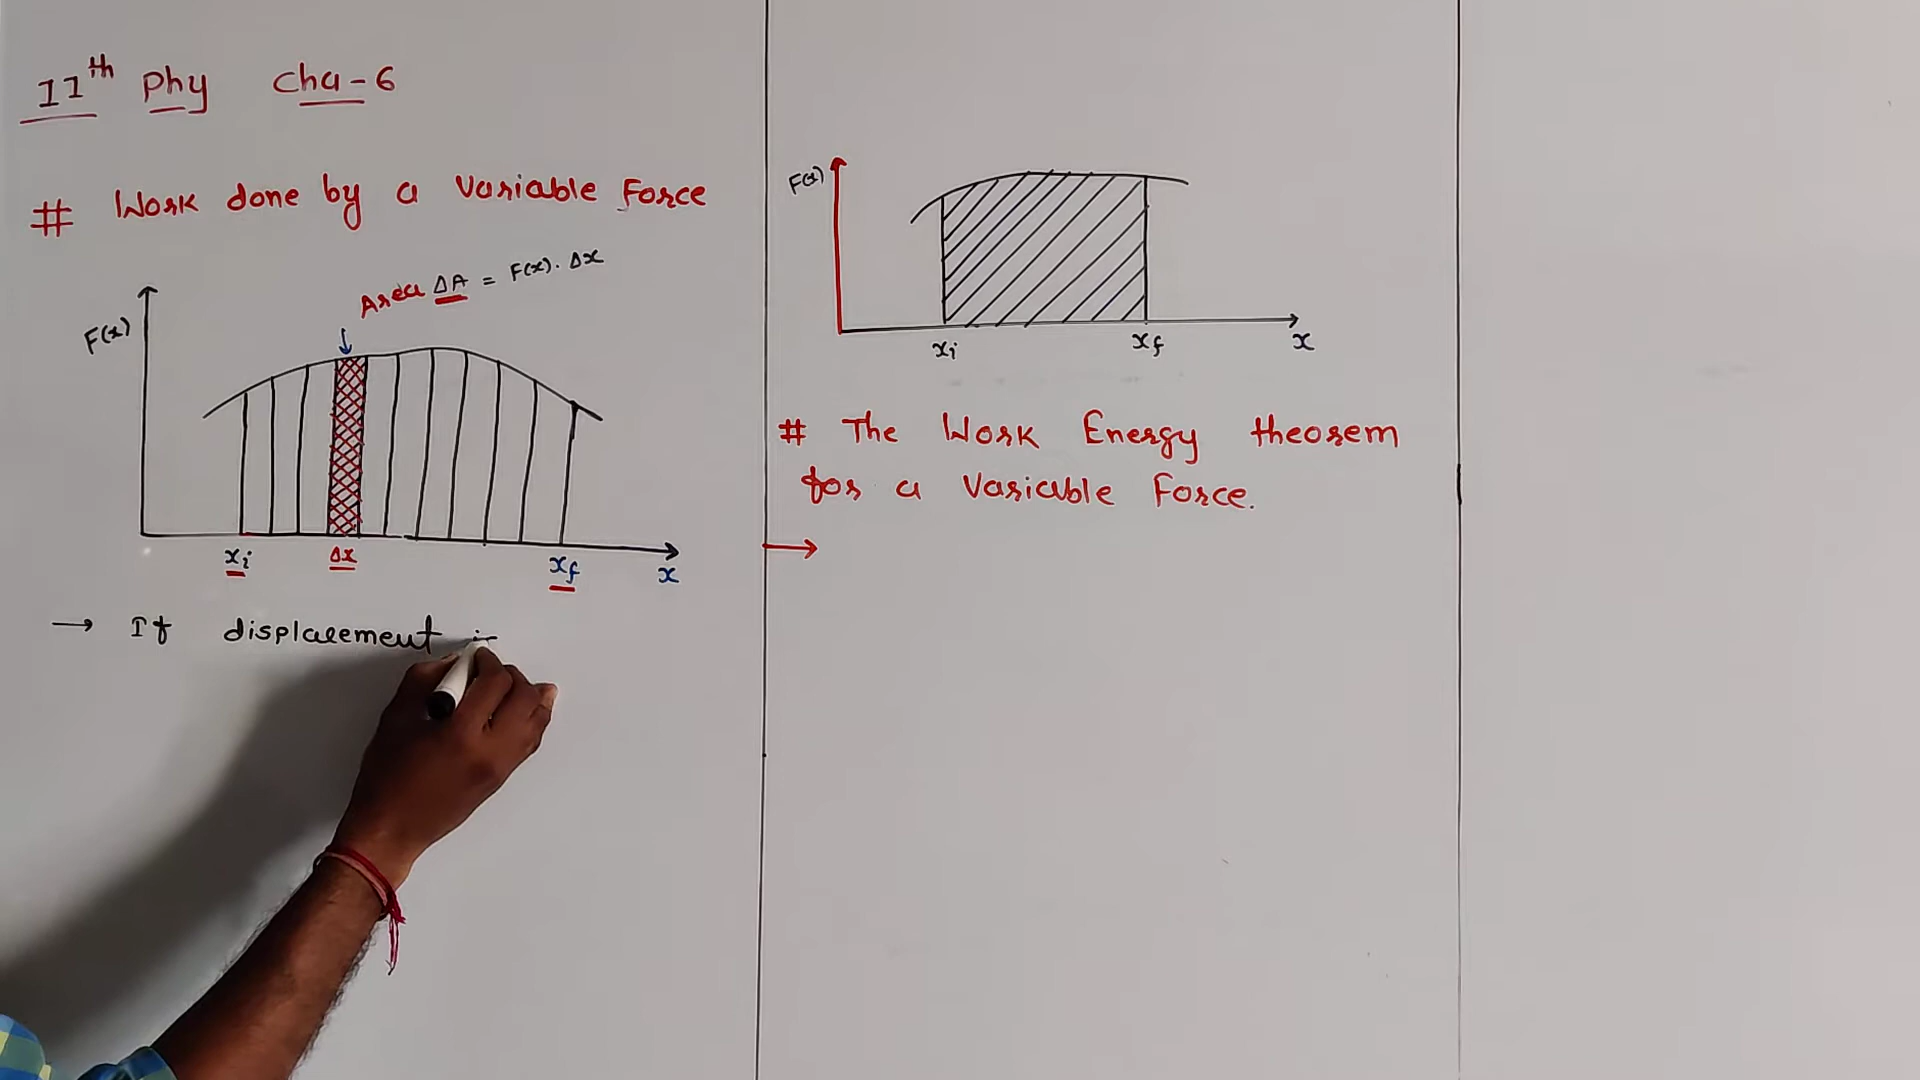 11th Phy Cha-6
# Work done by a Variable Force
Area ΔA = F(x). Δx
F(x)
xi Δx xf x
→ If displacement
F(x)
xi xf x
# The Work Energy theorem
for a Variable Force.
→